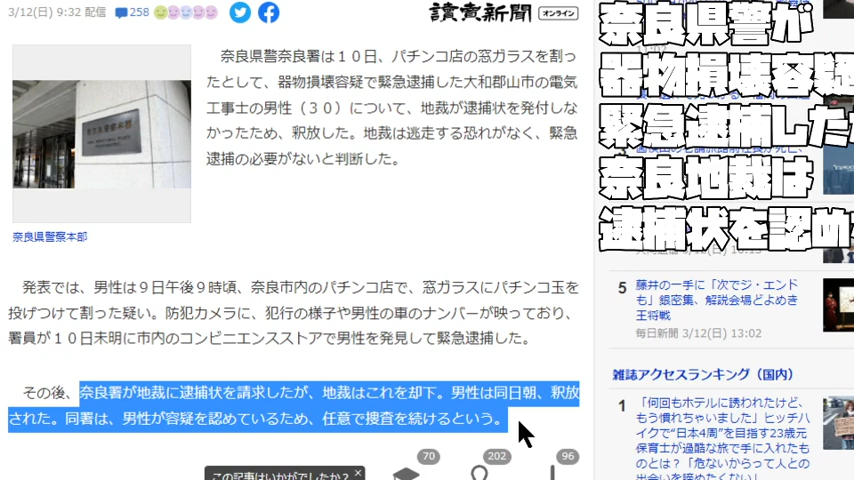 3/12(日) 9:32 配信
258
讀賣新聞
オンライン
奈良県警奈良署は１０日、パチンコ店の窓ガラスを割っ
たとして、器物損壊容疑で緊急逮捕した大和郡山市の電気
工事士の男性（３０）について、地裁が逮捕状を発付しな
かったため、釈放した。地裁は逃走する恐れがなく、緊急
逮捕の必要がないと判断した。
奈良県警察本部
発表では、男性は９日午後９時頃、奈良市内のパチンコ店で、窓ガラスにパチンコ玉を
投げつけて割った疑い。防犯カメラに、犯行の様子や男性の車のナンバーが映っており、
署員が１０日未明に市内のコンビニエンスストアで男性を発見して緊急逮捕した。
その後、奈良署が地裁に逮捕状を請求したが、地裁はこれを却下。男性は同日朝、釈放
された。同署は、男性が容疑を認めているため、任意で捜査を続けるという。
70
202
96
この記事はいかがでしたか？ ×
奈良県警が
器物損壊容疑
緊急逮捕した
奈良地裁は
逮捕状を認め
5
藤井の一手に「次でジ・エンド
も」銀密集、解説会場どよめき
王将戦
毎日新聞 3/12(日) 13:02
雑誌アクセスランキング（国内）
1
「何回もホテルに誘われたけど、
もう慣れちゃいました」ヒッチハ
イクで“日本4周”を目指す23歳元
保育士が過酷な旅で手に入れたも
のとは？「危ないからって人との
出会いを諦めたくない」